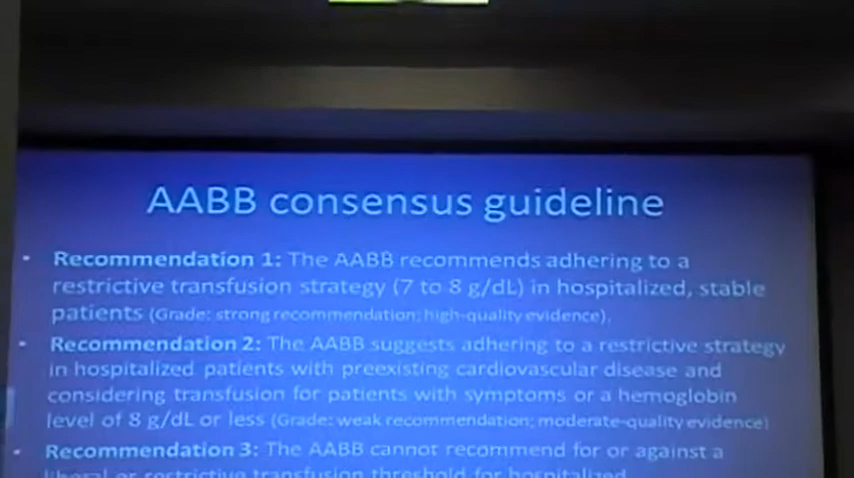 AABB consensus guideline
• Recommendation 1: The AABB recommends adhering to a
restrictive transfusion strategy (7 to 8 g/dL) in hospitalized, stable
patients (Grade: strong recommendation; high-quality evidence).
• Recommendation 2: The AABB suggests adhering to a restrictive strategy
in hospitalized patients with preexisting cardiovascular disease and
considering transfusion for patients with symptoms or a hemoglobin
level of 8 g/dL or less (Grade: weak recommendation; moderate-quality evidence)
• Recommendation 3: The AABB cannot recommend for or against a
liberal or restrictive transfusion threshold for hospitalized